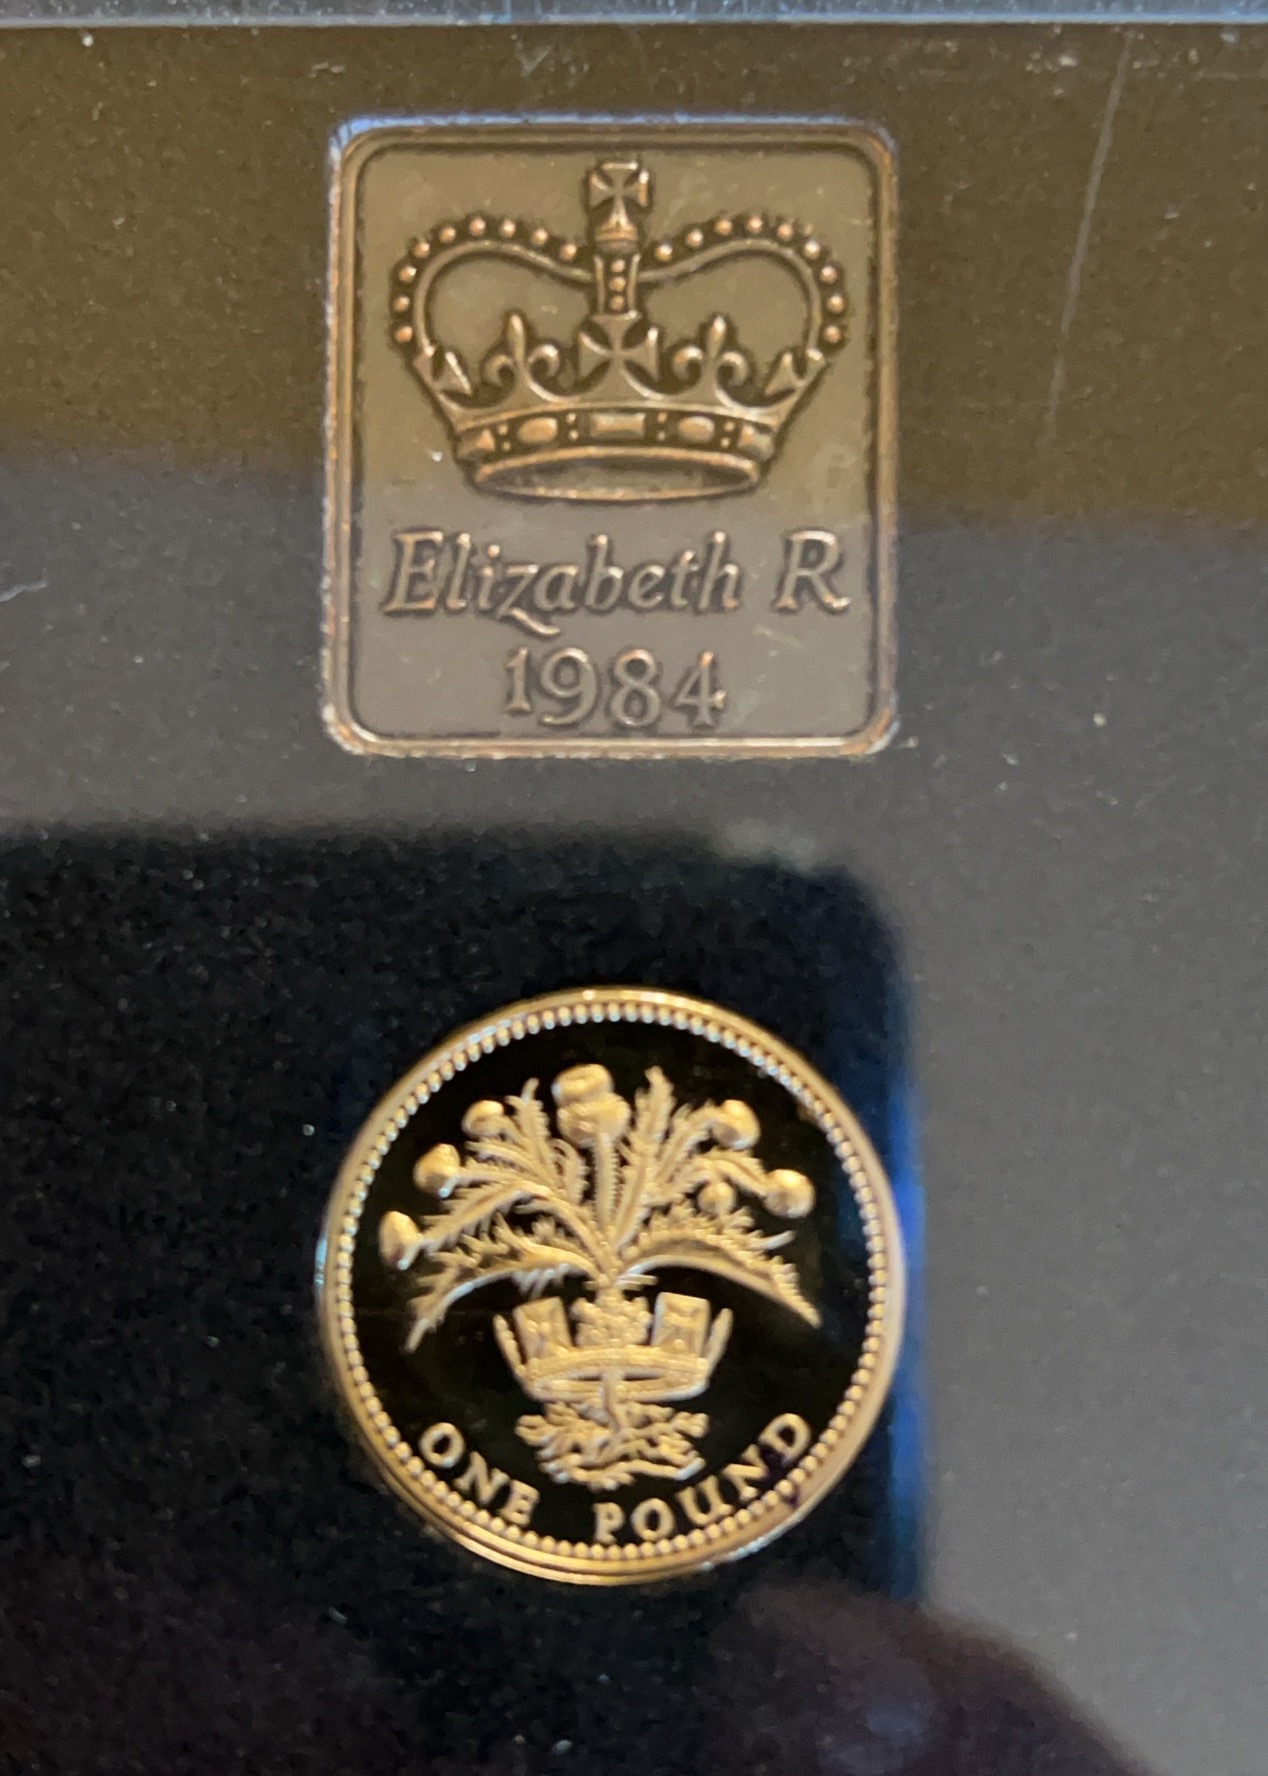 Elizabeth R
1984
ONE POUND